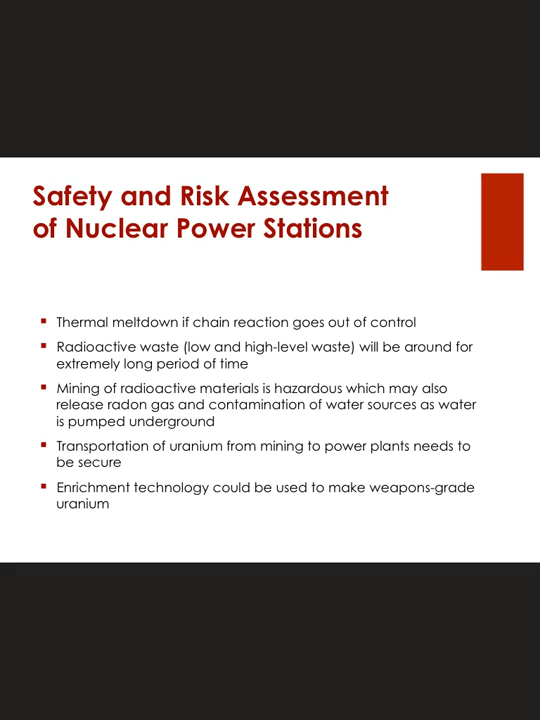 Safety and Risk Assessment
of Nuclear Power Stations
▪ Thermal meltdown if chain reaction goes out of control
▪ Radioactive waste (low and high-level waste) will be around for
extremely long period of time
▪ Mining of radioactive materials is hazardous which may also
release radon gas and contamination of water sources as water
is pumped underground
▪ Transportation of uranium from mining to power plants needs to
be secure
▪ Enrichment technology could be used to make weapons-grade
uranium